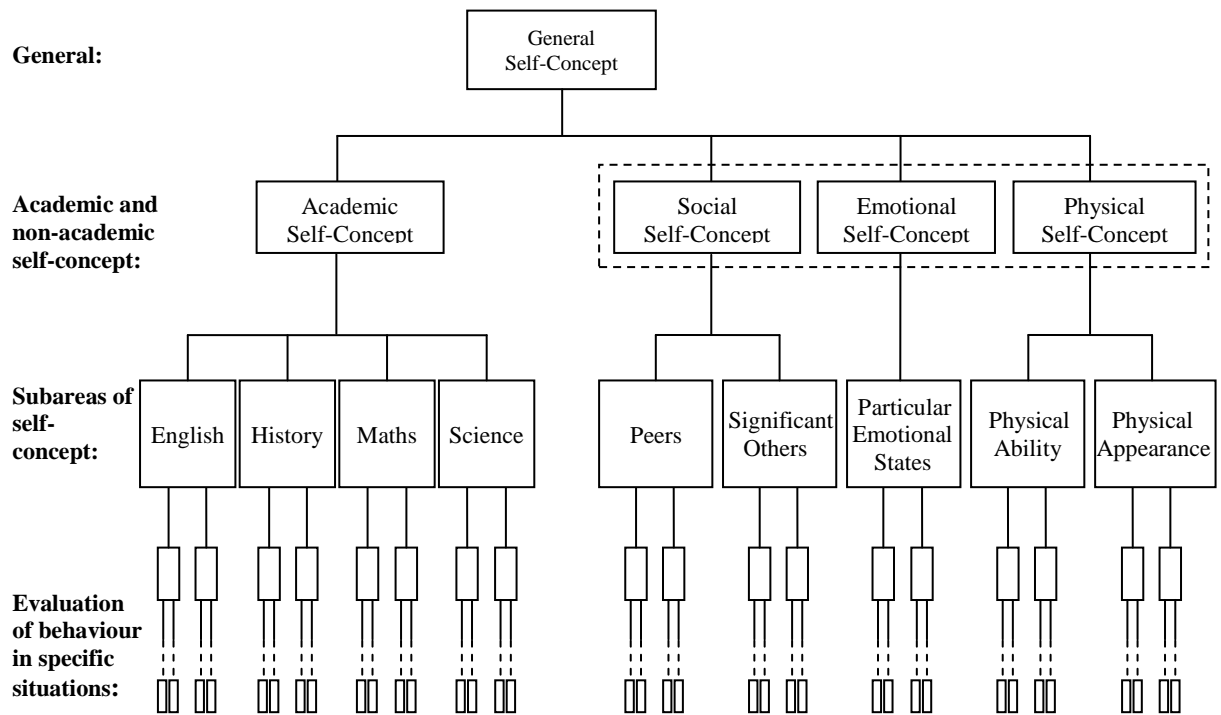 General:
General
Self-Concept
Academic and
non-academic
self-concept:
Academic
Self-Concept
Social
Self-Concept
Emotional
Self-Concept
Physical
Self-Concept
Subareas of
self-
concept:
English
History
Maths
Science
Peers
Significant
Others
Particular
Emotional
States
Physical
Ability
Physical
Appearance
Evaluation
of behaviour
in specific
situations: